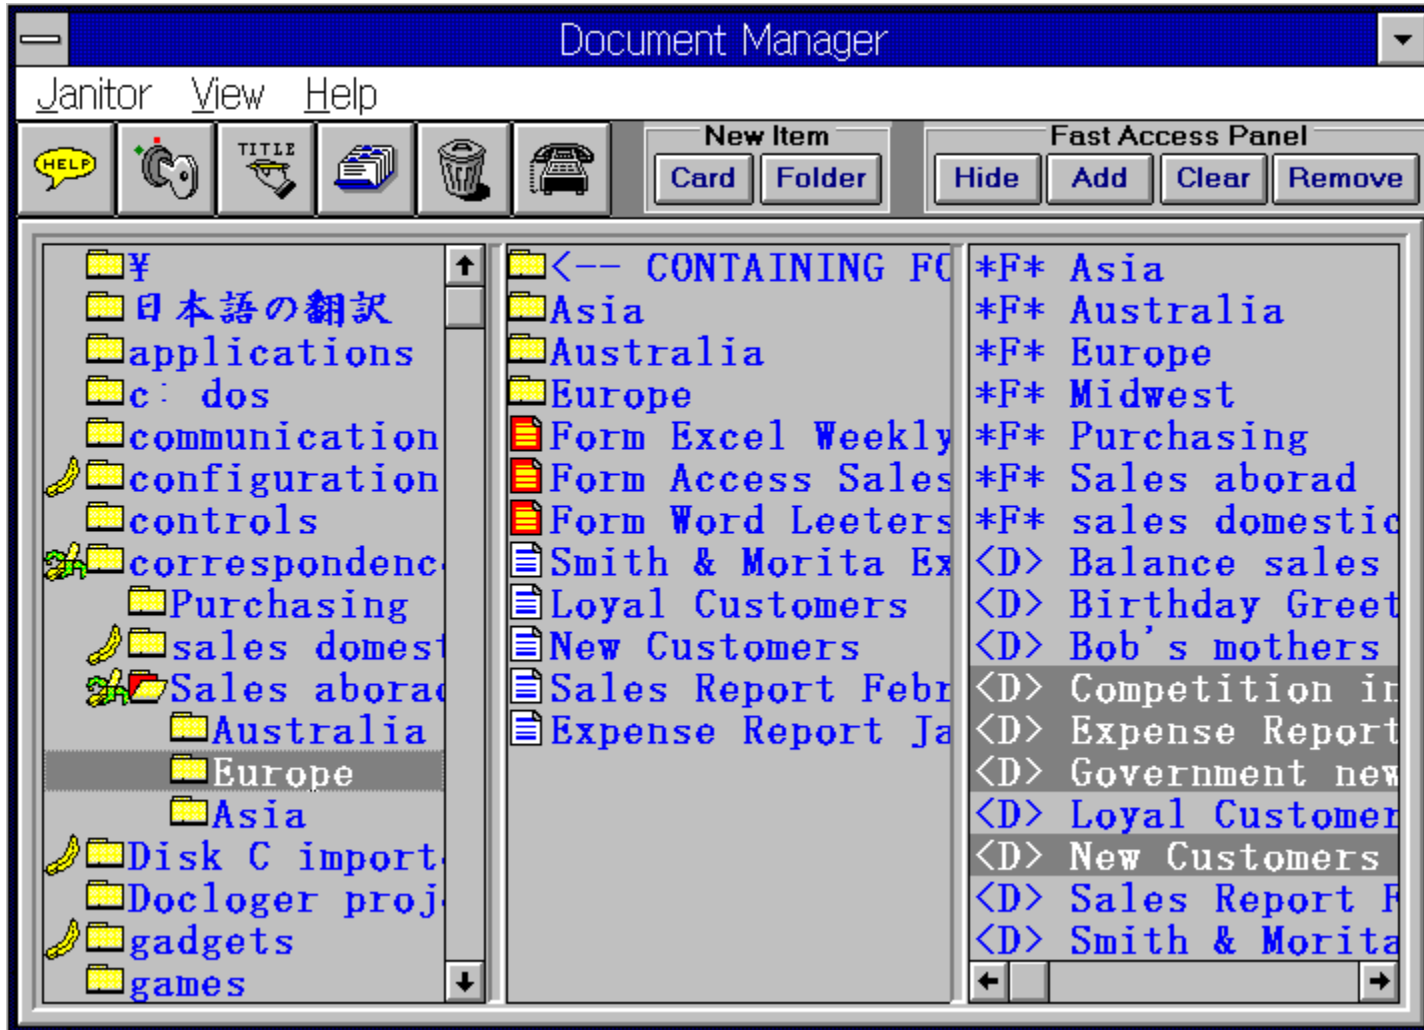 Document Manager
Janitor View Help
HELP
TITLE
New Item
Card Folder
Fast Access Panel
Hide Add Clear Remove
¥
日本語の翻訳
applications
c: dos
communication
configuration
controls
correspondenc
Purchasing
sales domest
Sales aborad
Australia
Europe
Asia
Disk C import
Docloger proj
gadgets
games
<-- CONTAINING FO
Asia
Australia
Europe
Form Excel Weekly
Form Access Sales
Form Word Leeters
Smith & Morita Ex
Loyal Customers
New Customers
Sales Report Febr
Expense Report Ja
*F* Asia
*F* Australia
*F* Europe
*F* Midwest
*F* Purchasing
*F* Sales aborad
*F* sales domestic
<D> Balance sales
<D> Birthday Greet
<D> Bob's mothers
<D> Competition in
<D> Expense Report
<D> Government new
<D> Loyal Customer
<D> New Customers
<D> Sales Report F
<D> Smith & Morita